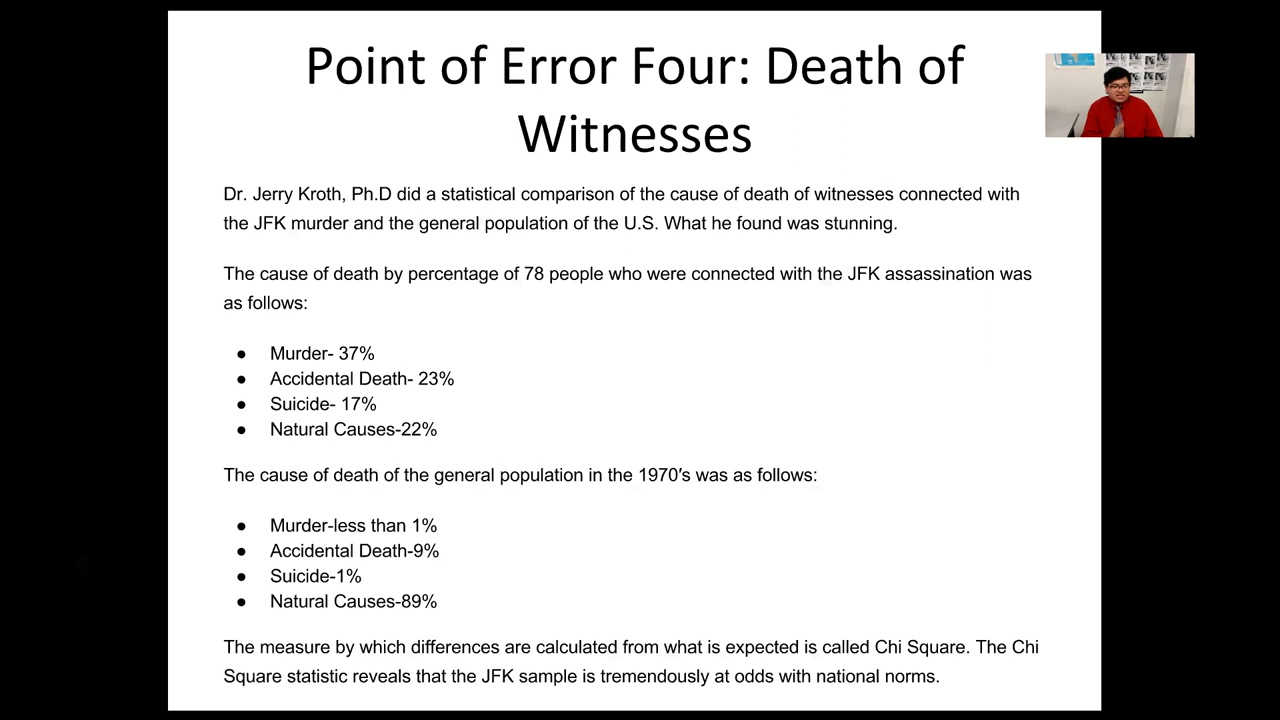 Point of Error Four: Death of
Witnesses
Dr. Jerry Kroth, Ph.D did a statistical comparison of the cause of death of witnesses connected with
the JFK murder and the general population of the U.S. What he found was stunning.
The cause of death by percentage of 78 people who were connected with the JFK assassination was
as follows:
● Murder- 37%
● Accidental Death- 23%
● Suicide- 17%
● Natural Causes-22%
The cause of death of the general population in the 1970's was as follows:
● Murder-less than 1%
● Accidental Death-9%
● Suicide-1%
● Natural Causes-89%
The measure by which differences are calculated from what is expected is called Chi Square. The Chi
Square statistic reveals that the JFK sample is tremendously at odds with national norms.